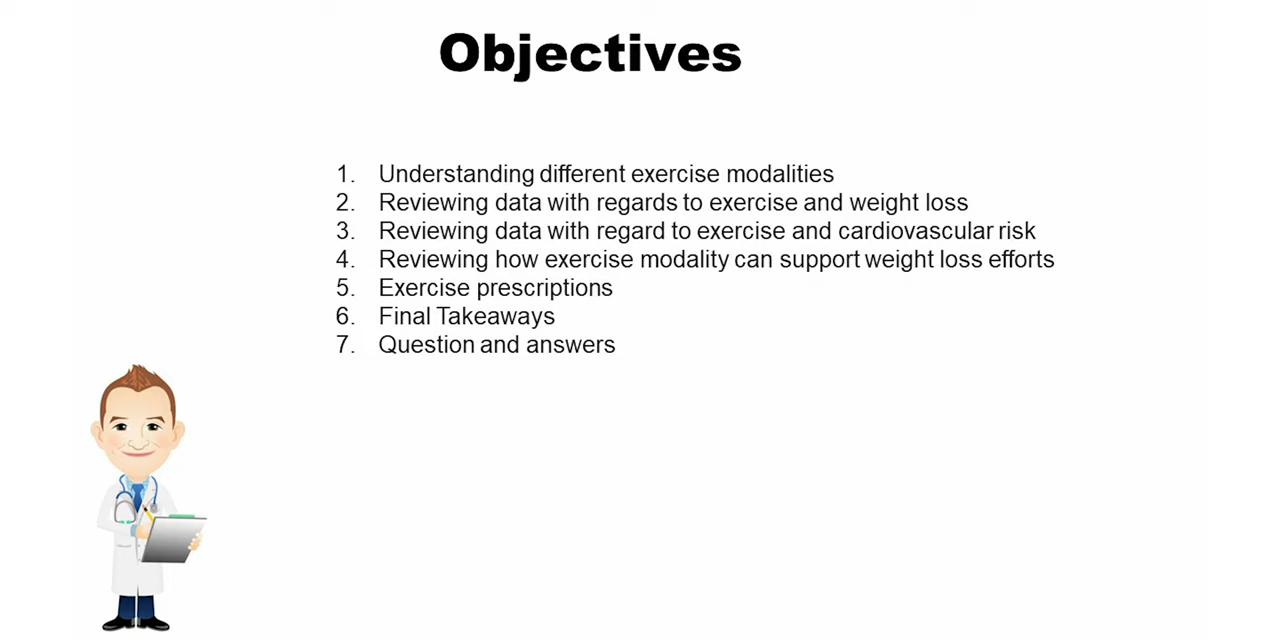 Objectives
1. Understanding different exercise modalities
2. Reviewing data with regards to exercise and weight loss
3. Reviewing data with regard to exercise and cardiovascular risk
4. Reviewing how exercise modality can support weight loss efforts
5. Exercise prescriptions
6. Final Takeaways
7. Question and answers